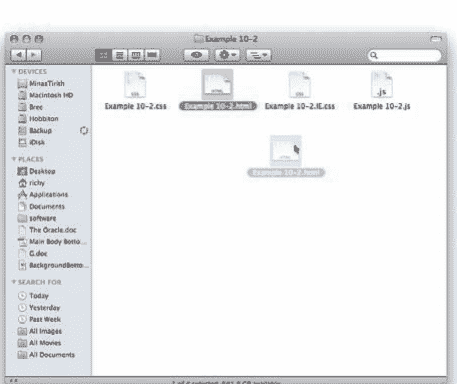 Example 10-2
DEVICES
MinasTirith
Macintosh HD
Bree
Hobbiton
Backup
iDisk
PLACES
Desktop
richy
Applications
Documents
software
The Oracle.doc
Main Body Botto...
G.doc
BackgroundBotto...
SEARCH FOR
Today
Yesterday
Past Week
All Images
All Movies
All Documents
Example 10-2.css
Example 10-2.html
Example 10-2.IE.css
Example 10-2.js
.js
Example 10-2.html